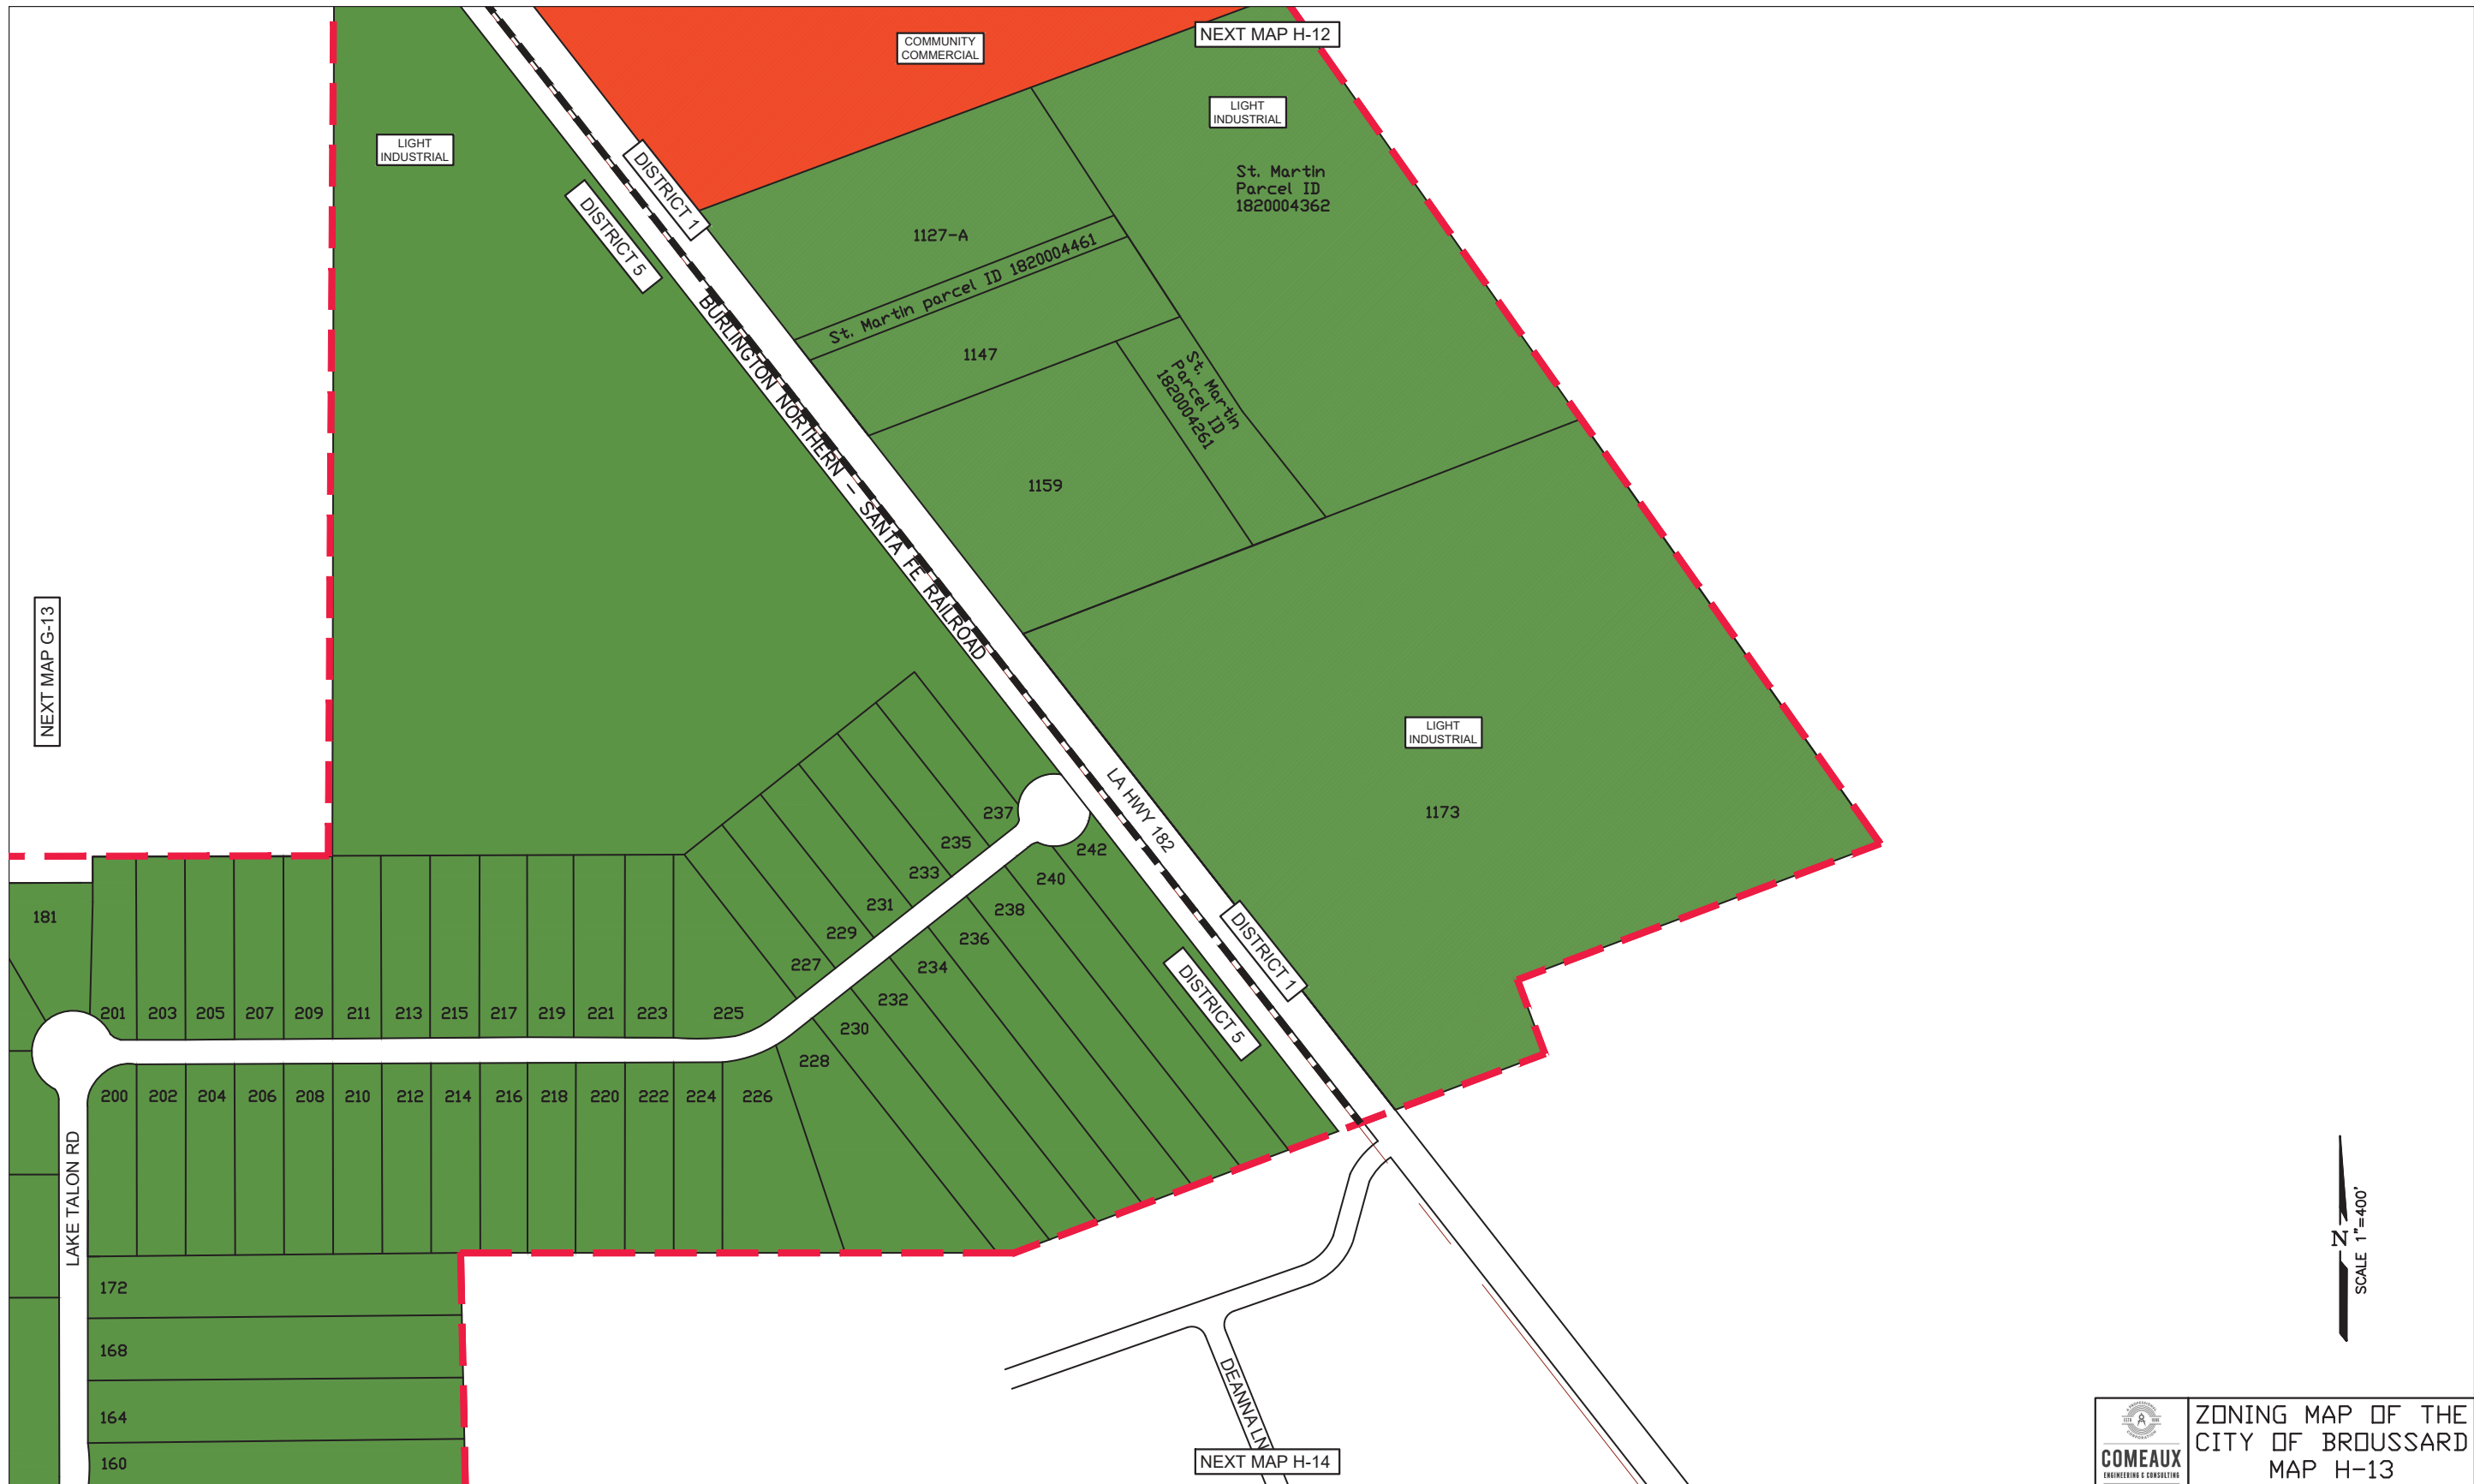 NEXT MAP H-12
COMMUNITY
COMMERCIAL
LIGHT
INDUSTRIAL
LIGHT
INDUSTRIAL
St. Martin
Parcel ID
1820004362
DISTRICT 1
DISTRICT 5
1127-A
St. Martin parcel ID 1820004461
1147
St. Martin
Parcel ID
1820004261
1159
BURLINGTON NORTHERN - SANTA FE RAILROAD
NEXT MAP G-13
LIGHT
INDUSTRIAL
1173
LA HWY 182
237
235
233
231
229
227
242
240
238
236
234
232
230
228
DISTRICT 1
DISTRICT 5
181
201
203
205
207
209
211
213
215
217
219
221
223
225
200
202
204
206
208
210
212
214
216
218
220
222
224
226
LAKE TALON RD
172
168
164
160
DEANNA LN
NEXT MAP H-14
N
SCALE 1"=400'
COMEAUX
ENGINEERING & CONSULTING
ZONING MAP OF THE
CITY OF BROUSSARD
MAP H-13